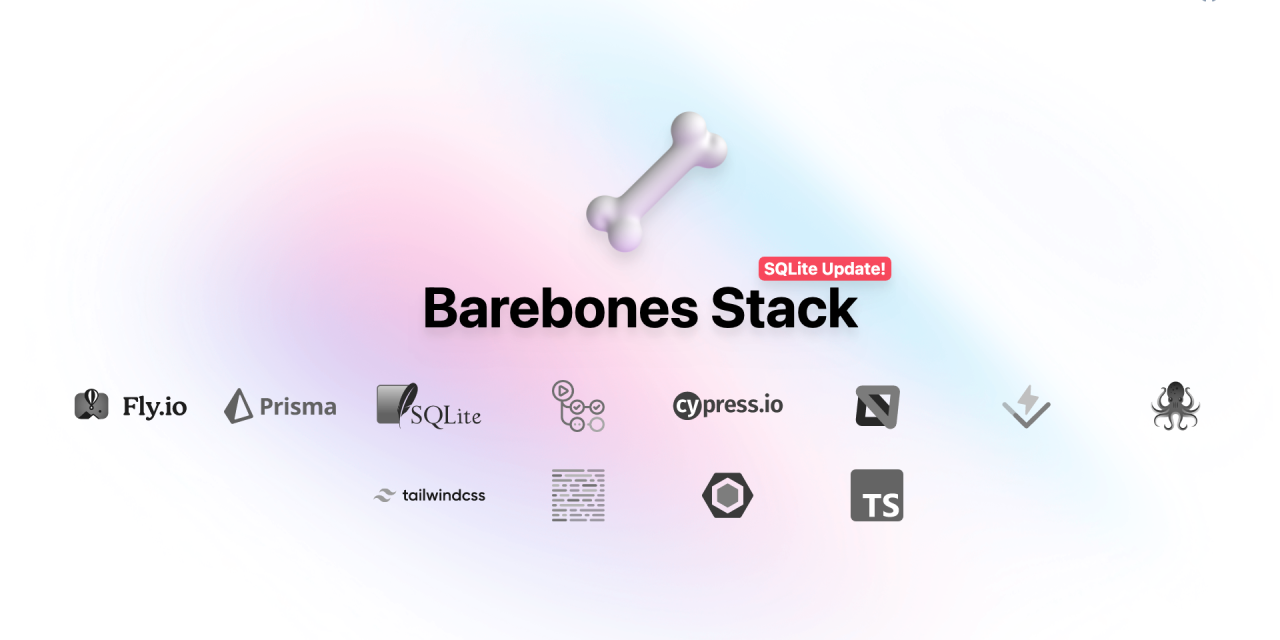 SQLite Update!
Barebones Stack
Fly.io
Prisma
SQLite
cypress.io
tailwindcss
TS